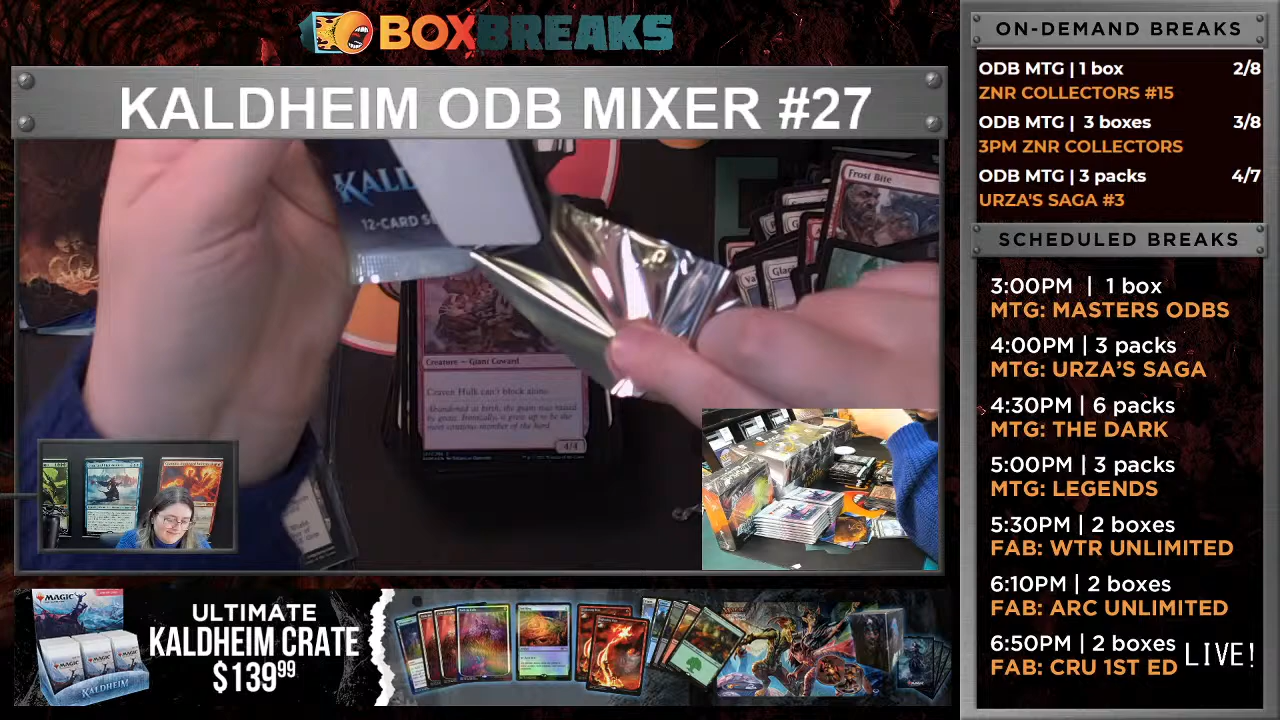 BOXBREAKS
KALDHEIM ODB MIXER #27
KALD
12-CARD
Frost Bite
Creature — Giant Coward
Craven Hulk can't block alone.
4/4
ULTIMATE
KALDHEIM CRATE
$139.99
MAGIC
MAGIC
KALDHEIM
ON-DEMAND BREAKS
ODB MTG | 1 box 2/8
ZNR COLLECTORS #15
ODB MTG | 3 boxes 3/8
3PM ZNR COLLECTORS
ODB MTG | 3 packs 4/7
URZA'S SAGA #3
SCHEDULED BREAKS
3:00PM | 1 box
MTG: MASTERS ODBS
4:00PM | 3 packs
MTG: URZA'S SAGA
4:30PM | 6 packs
MTG: THE DARK
5:00PM | 3 packs
MTG: LEGENDS
5:30PM | 2 boxes
FAB: WTR UNLIMITED
6:10PM | 2 boxes
FAB: ARC UNLIMITED
6:50PM | 2 boxes
FAB: CRU 1ST ED
LIVE!